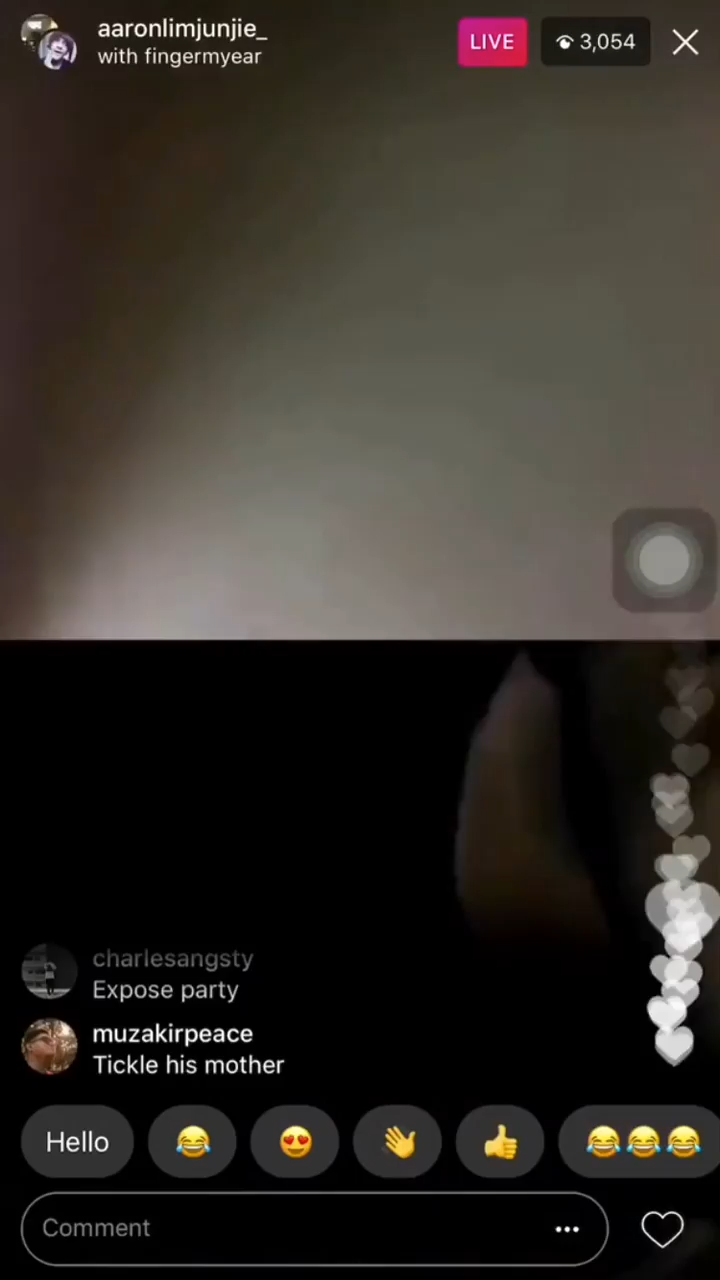 aaronlimjunjie_
with fingermyear
LIVE
3,054
charlesangsty
Expose party
muzakirpeace
Tickle his mother
Hello
Comment